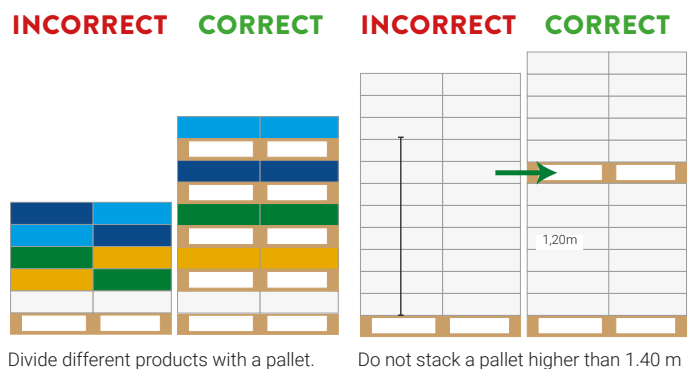 INCORRECT CORRECT INCORRECT CORRECT
1,20m
Divide different products with a pallet.
Do not stack a pallet higher than 1.40 m